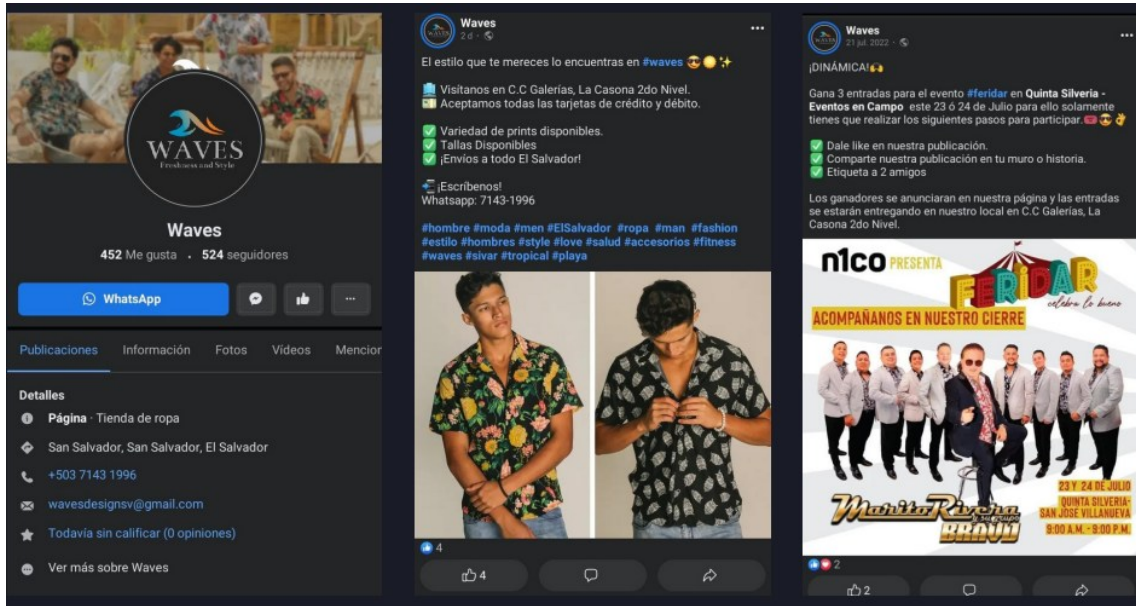 WAVES
Freshness and Style
Waves
452 Me gusta . 524 seguidores
WhatsApp
Publicaciones Información Fotos Vídeos Mencion
Detalles
Página · Tienda de ropa
San Salvador, San Salvador, El Salvador
+503 7143 1996
wavesdesignsv@gmail.com
Todavía sin calificar (0 opiniones)
Ver más sobre Waves
WAVES
Waves
2 d ·
El estilo que te mereces lo encuentras en #waves
Visítanos en C.C Galerías, La Casona 2do Nivel.
Aceptamos todas las tarjetas de crédito y débito.
Variedad de prints disponibles.
Tallas Disponibles
¡Envíos a todo El Salvador!
¡Escríbenos!
Whatsapp: 7143-1996
#hombre #moda #men #ElSalvador #ropa #man #fashion
#estilo #hombres #style #love #salud #accesorios #fitness
#waves #sivar #tropical #playa
4
4
WAVES
Waves
21 jul. 2022 ·
¡DINÁMICA!
Gana 3 entradas para el evento #feridar en Quinta Silveria -
Eventos en Campo este 23 ó 24 de Julio para ello solamente
tienes que realizar los siguientes pasos para participar.
Dale like en nuestra publicación.
Comparte nuestra publicación en tu muro o historia.
Etiqueta a 2 amigos
Los ganadores se anunciaran en nuestra página y las entradas
se estarán entregando en nuestro local en C.C Galerías, La
Casona 2do Nivel.
n1co PRESENTA
FERIDAR
celebra lo bueno
ACOMPAÑANOS EN NUESTRO CIERRE
Marito Rivera
y su grupo
BRAVO
23 Y 24 DE JULIO
QUINTA SILVERIA-
SAN JOSÉ VILLANUEVA
9:00 A.M. - 9:00 P.M.
2
2